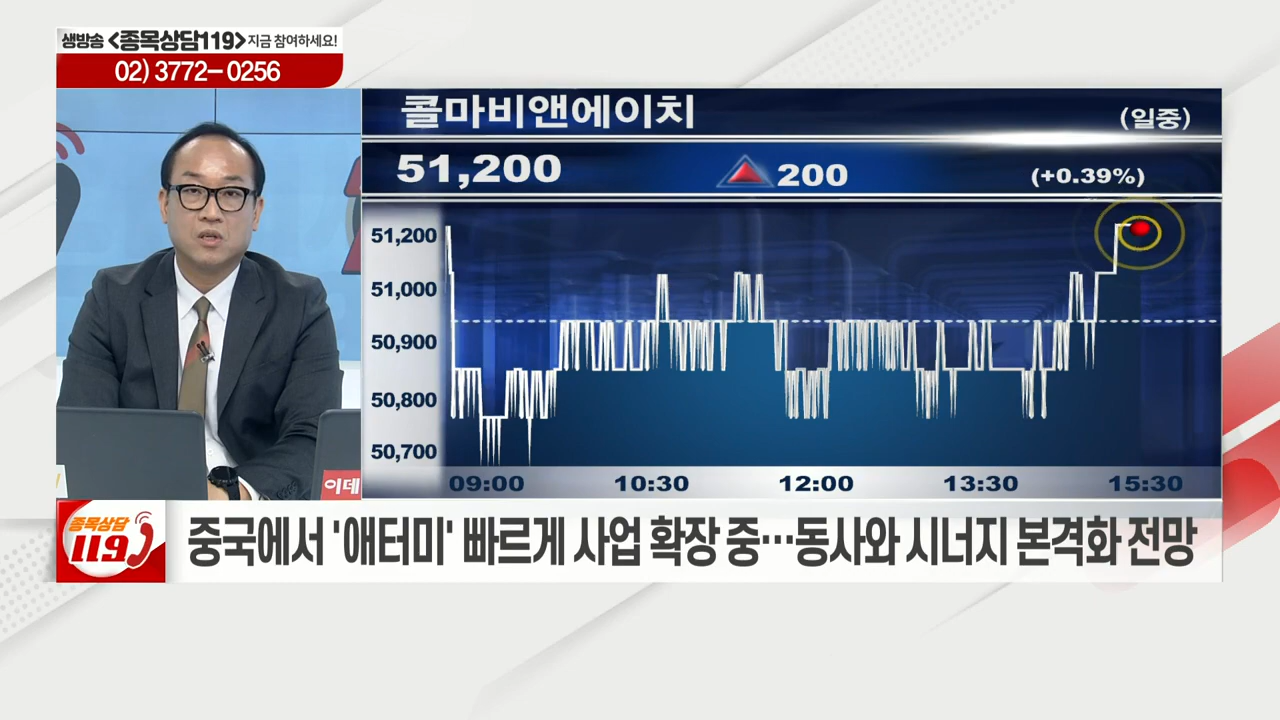 생방송 <종목상담119> 지금 참여하세요!
02) 3772-0256
콜마비앤에이치
(일중)
51,200 200 (+0.39%)
51,200
51,000
50,900
50,800
50,700
09:00 10:30 12:00 13:30 15:30
이데
종목상담
119
중국에서 '애터미' 빠르게 사업 확장 중…동사와 시너지 본격화 전망